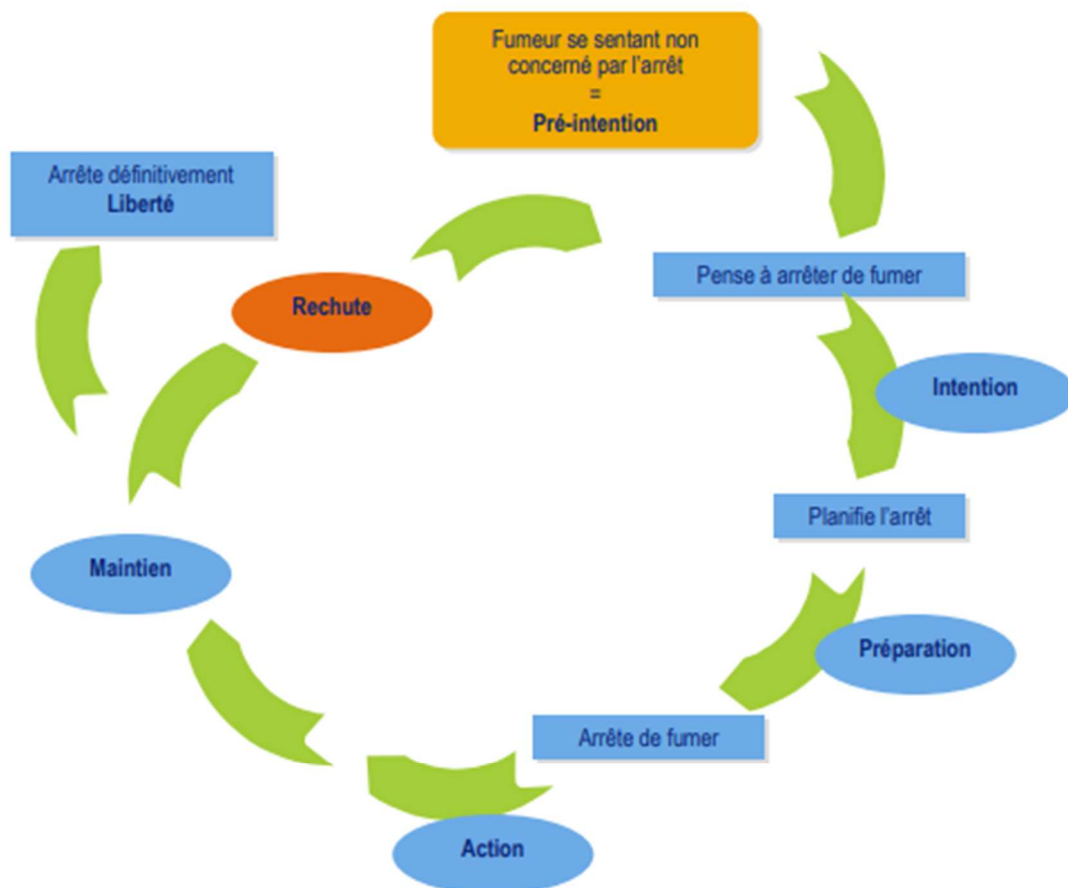 Fumeur se sentant non
concerné par l'arrêt
=
Pré-intention
Arrête définitivement
Liberté
Pense à arrêter de fumer
Rechute
Intention
Planifie l'arrêt
Maintien
Préparation
Arrête de fumer
Action